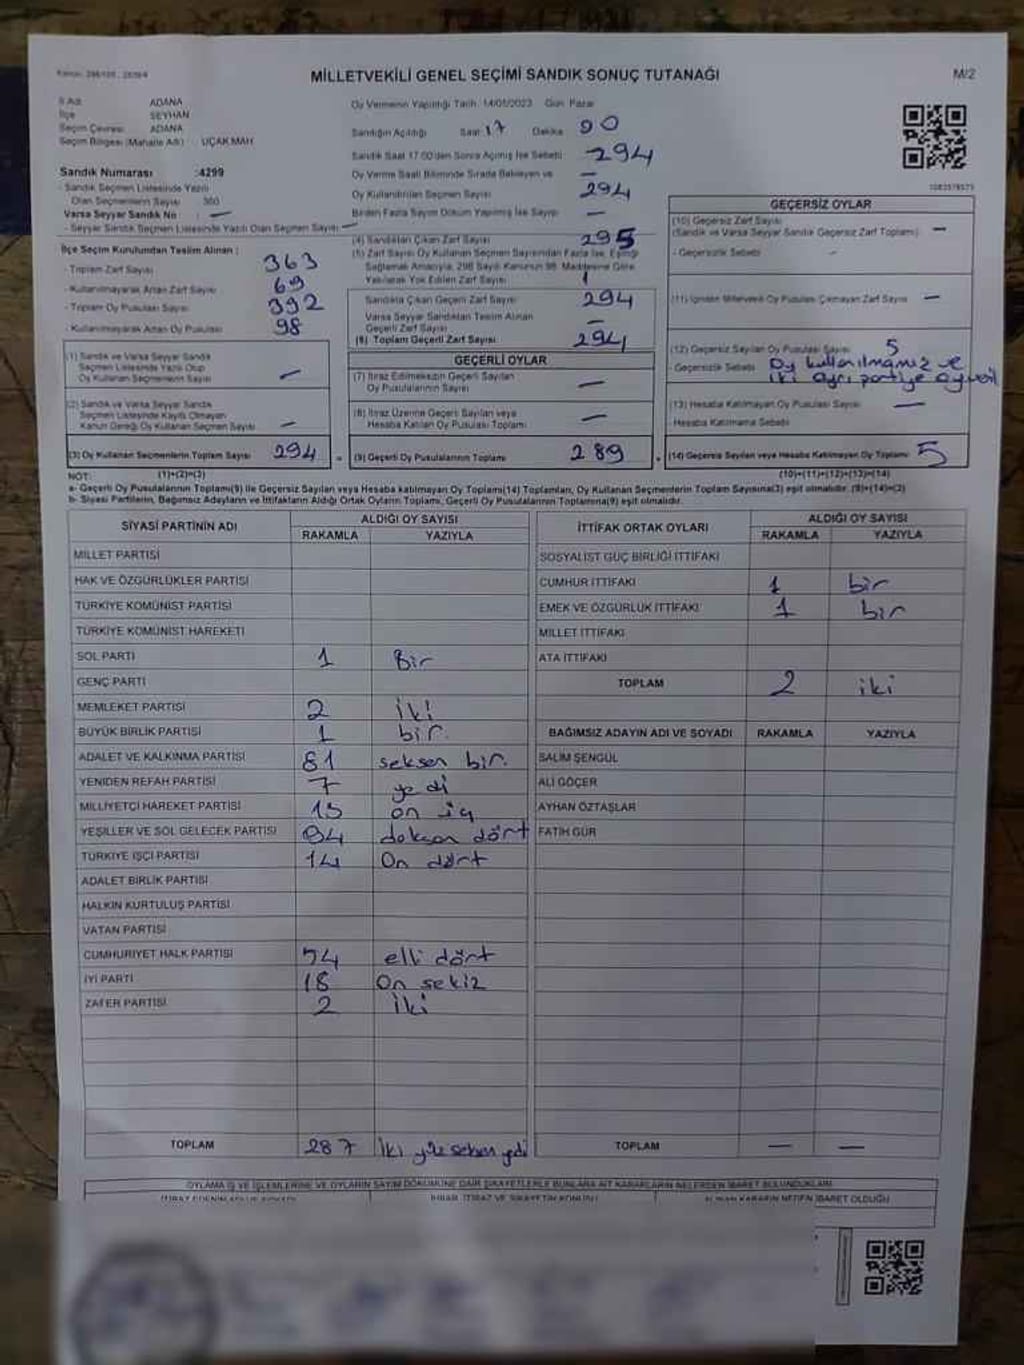 MİLLETVEKİLİ GENEL SEÇİMİ SANDIK SONUÇ TUTANAĞI
M/2
İl Adı ADANA
İlçe SEYHAN
Seçim Çevresi ADANA
Seçim Bölgesi (Mahalle Adı) UÇAK MAH
Sandık Numarası :4299
- Sandık Seçmen Listesinde Yazılı
Olan Seçmenlerin Sayısı 360
Varsa Seyyar Sandık No : —
- Seyyar Sandık Seçmen Listesinde Yazılı Olan Seçmen Sayısı —
İlçe Seçim Kurulundan Teslim Alınan :
- Toplam Zarf Sayısı 363
- Kullanılmayarak Artan Zarf Sayısı 69
- Toplam Oy Pusulası Sayısı 392
- Kullanılmayarak Artan Oy Pusulası 98
(1) Sandık ve Varsa Seyyar Sandık
Seçmen Listesinde Yazılı Olup
Oy Kullanan Seçmenlerin Sayısı —
(2) Sandık ve Varsa Seyyar Sandık
Seçmen Listesinde Kayıtlı Olmayan
Kanun Gereği Oy Kullanan Seçmen Sayısı —
(3) Oy Kullanan Seçmenlerin Toplam Sayısı 294
(1)+(2)=(3)
Oy Vermenin Yapıldığı Tarih 14/05/2023 Gün Pazar
Sandığın Açıldığı Saat 17 Dakika
Sandık Saat 17:00'den Sonra Açılmış İse Sebebi 294
Oy Verme Saati Bitiminde Sırada Bekleyen ve —
Oy Kullandırılan Seçmen Sayısı 294
Birden Fazla Sayım Döküm Yapılmış İse Sayısı —
(4) Sandıktan Çıkan Zarf Sayısı 295
(5) Zarf Sayısı Oy Kullanan Seçmen Sayısından Fazla İse, Eşitliği
Sağlamak Amacıyla, 298 Sayılı Kanunun 98. Maddesine Göre
Yakılarak Yok Edilen Zarf Sayısı 1
Sandıkta Çıkan Geçerli Zarf Sayısı 294
Varsa Seyyar Sandıktan Teslim Alınan
Geçerli Zarf Sayısı —
(6) Toplam Geçerli Zarf Sayısı 294
GEÇERLİ OYLAR
(7) İtiraz Edilmeksizin Geçerli Sayılan
Oy Pusulalarının Sayısı —
(8) İtiraz Üzerine Geçerli Sayılan veya
Hesaba Katılan Oy Pusulası Toplamı —
(9) Geçerli Oy Pusulalarının Toplamı 289
GEÇERSİZ OYLAR
(10) Geçersiz Zarf Sayısı
(Sandık ve Varsa Seyyar Sandık Geçersiz Zarf Toplamı) —
- Geçersizlik Sebebi
(11) İçinden Milletvekili Oy Pusulası Çıkmayan Zarf Sayısı —
(12) Geçersiz Sayılan Oy Pusulası Sayısı 5
- Geçersizlik Sebebi Oy kullanılmamız ve
iki ayrı partiye
(13) Hesaba Katılmayan Oy Pusulası Sayısı —
Hesaba Katılmama Sebebi
(14) Geçersiz Sayılan veya Hesaba Katılmayan Oy Toplamı 5
(10)+(11)+(12)+(13)=(14)
NOT:
a- Geçerli Oy Pusulalarının Toplamı(9) ile Geçersiz Sayılan veya Hesaba katılmayan Oy Toplamı(14) Toplamları, Oy Kullanan Seçmenlerin Toplam Sayısına(3) eşit olmalıdır. (9)+(14)=(3)
b- Siyasi Partilerin, Bağımsız Adayların ve İttifakların Aldığı Ortak Oyların Toplamı, Geçerli Oy Pusulalarının Toplamına(9) eşit olmalıdır.
SİYASİ PARTİNİN ADI ALDIĞI OY SAYISI
RAKAMLA YAZIYLA
MİLLET PARTİSİ
HAK VE ÖZGÜRLÜKLER PARTİSİ
TÜRKİYE KOMÜNİST PARTİSİ
TÜRKİYE KOMÜNİST HAREKETİ
SOL PARTİ 1 Bir
GENÇ PARTİ
MEMLEKET PARTİSİ 2 iki
BÜYÜK BİRLİK PARTİSİ 1 bir.
ADALET VE KALKINMA PARTİSİ 81 seksen bir.
YENİDEN REFAH PARTİSİ 7 yedi
MİLLİYETÇİ HAREKET PARTİSİ 13 on üç
YEŞİLLER VE SOL GELECEK PARTİSİ 94 doksan dört
TÜRKİYE İŞÇİ PARTİSİ 14 On dört
ADALET BİRLİK PARTİSİ
HALKIN KURTULUŞ PARTİSİ
VATAN PARTİSİ
CUMHURİYET HALK PARTİSİ 54 elli dört
İYİ PARTİ 18 On sekiz
ZAFER PARTİSİ 2 İki
TOPLAM 287 İki yüz seksen yedi
İTTİFAK ORTAK OYLARI ALDIĞI OY SAYISI
RAKAMLA YAZIYLA
SOSYALİST GÜÇ BİRLİĞİ İTTİFAKI
CUMHUR İTTİFAKI 1 bir
EMEK VE ÖZGÜRLÜK İTTİFAKI 1 bir
MİLLET İTTİFAKI
ATA İTTİFAKI
TOPLAM 2 iki
BAĞIMSIZ ADAYIN ADI VE SOYADI RAKAMLA YAZIYLA
SALİM ŞENGÜL
ALİ GÖÇER
AYHAN ÖZTAŞLAR
FATİH GÜR
TOPLAM — —
OYLAMA İŞ VE İŞLEMLERİNE VE OYLARIN SAYIM DÖKÜMÜNE DAİR ŞİKAYETLERLE BUNLARA AİT KARARLARIN NELERDEN İBARET BULUNDUKLARI
İHBAR, İTİRAZ VE ŞİKAYETİN KONUSU
ALINAN KARARIN NEDEN İBARET OLDUĞU